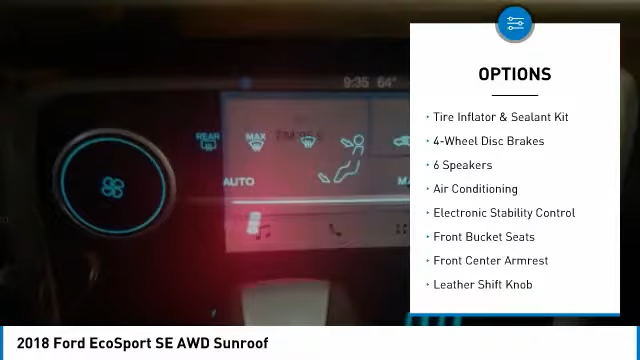 9:35 64°
REAR
MAX
AUTO
MA
OPTIONS
Tire Inflator & Sealant Kit
4-Wheel Disc Brakes
6 Speakers
Air Conditioning
Electronic Stability Control
Front Bucket Seats
Front Center Armrest
Leather Shift Knob
2018 Ford EcoSport SE AWD Sunroof